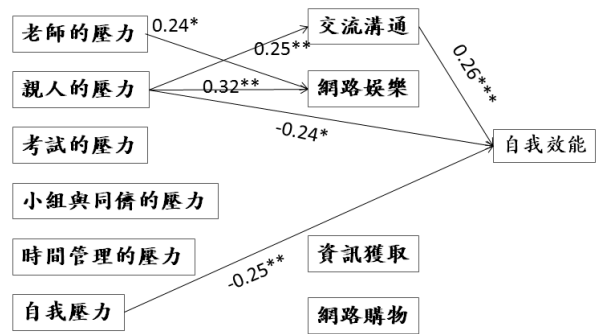 老師的壓力
0.24*
交流溝通
0.25**
0.26***
親人的壓力
0.32**
網路娛樂
-0.24*
考試的壓力
自我效能
小組與同儕的壓力
時間管理的壓力
-0.25**
資訊獲取
自我壓力
網路購物